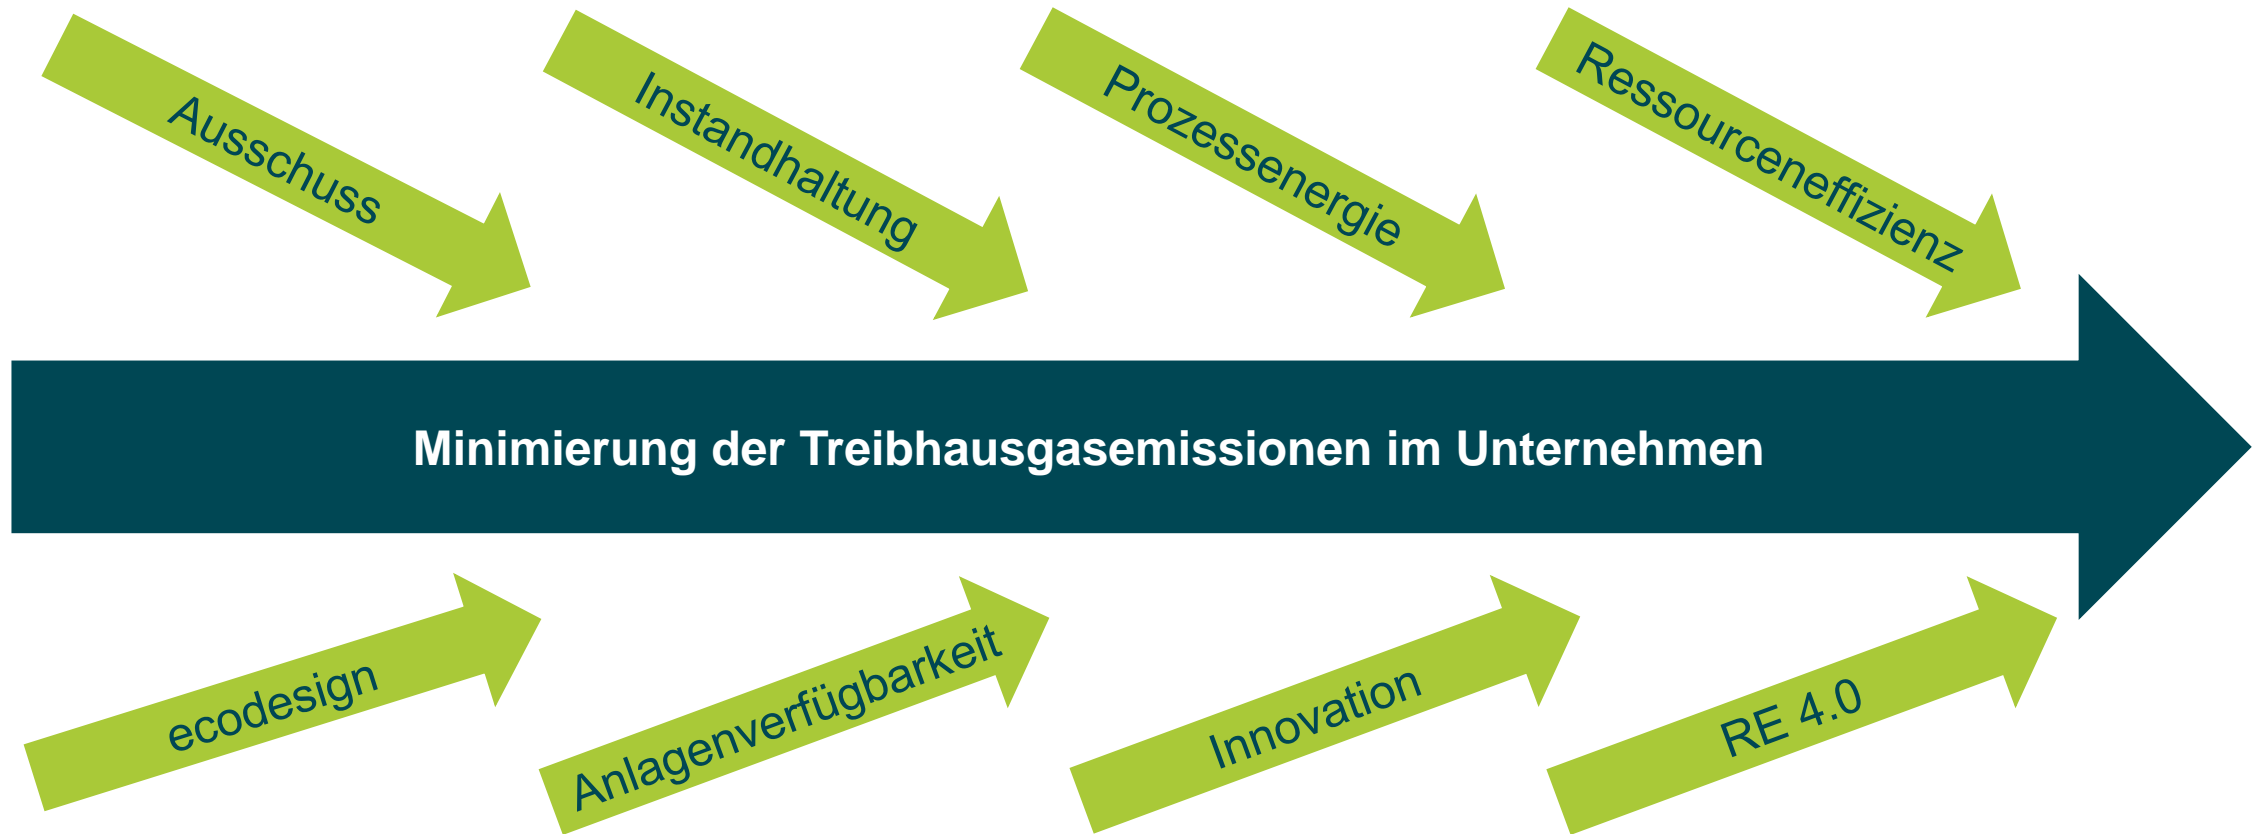 Ausschuss
Instandhaltung
Prozessenergie
Ressourceneffizienz
Minimierung der Treibhausgasemissionen im Unternehmen
ecodesign
Anlagenverfügbarkeit
Innovation
RE 4.0